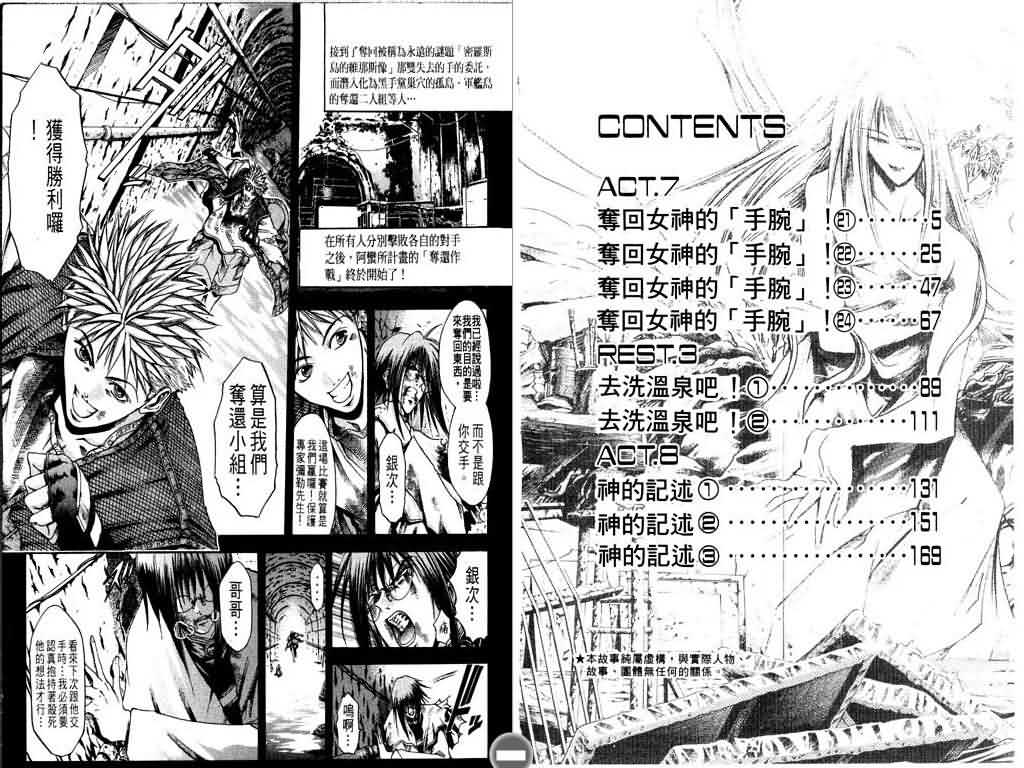 CONTENTS
ACT.7
奪回女神的「手腕」！㉑········5
奪回女神的「手腕」！㉒······25
奪回女神的「手腕」！㉓······47
奪回女神的「手腕」！㉔······67
REST.3
去洗溫泉吧！①··············89
去洗溫泉吧！②·············111
ACT.8
神的記述①·················131
神的記述②·················151
神的記述③·················169
★本故事純屬虛構，與實際人物、
故事、團體無任何的關係。
接到了奪回被稱為永遠的謎題「密羅斯
島的維那斯像」那雙失去的手的委託，
而潛入化為黑手黨巢穴的孤島、軍艦島
的奪還二人組等人…
在所有人分別擊敗各自的對手
之後，阿蠻所計畫的「奪還作
戰」終於開始了！
獲得勝利囉
！
算是我們
奪還小組…
我已經說過啦…
我們的目的是要
來奪回東西，
而不是跟
你交手。
銀次…
這場比賽就算是
我們贏囉！保護
專家彌勒先生！
銀次…
…
哥哥…
看來下次跟他交
手時…我必須要
認真抱持著殺死
他的想法才行…
嗚啊…